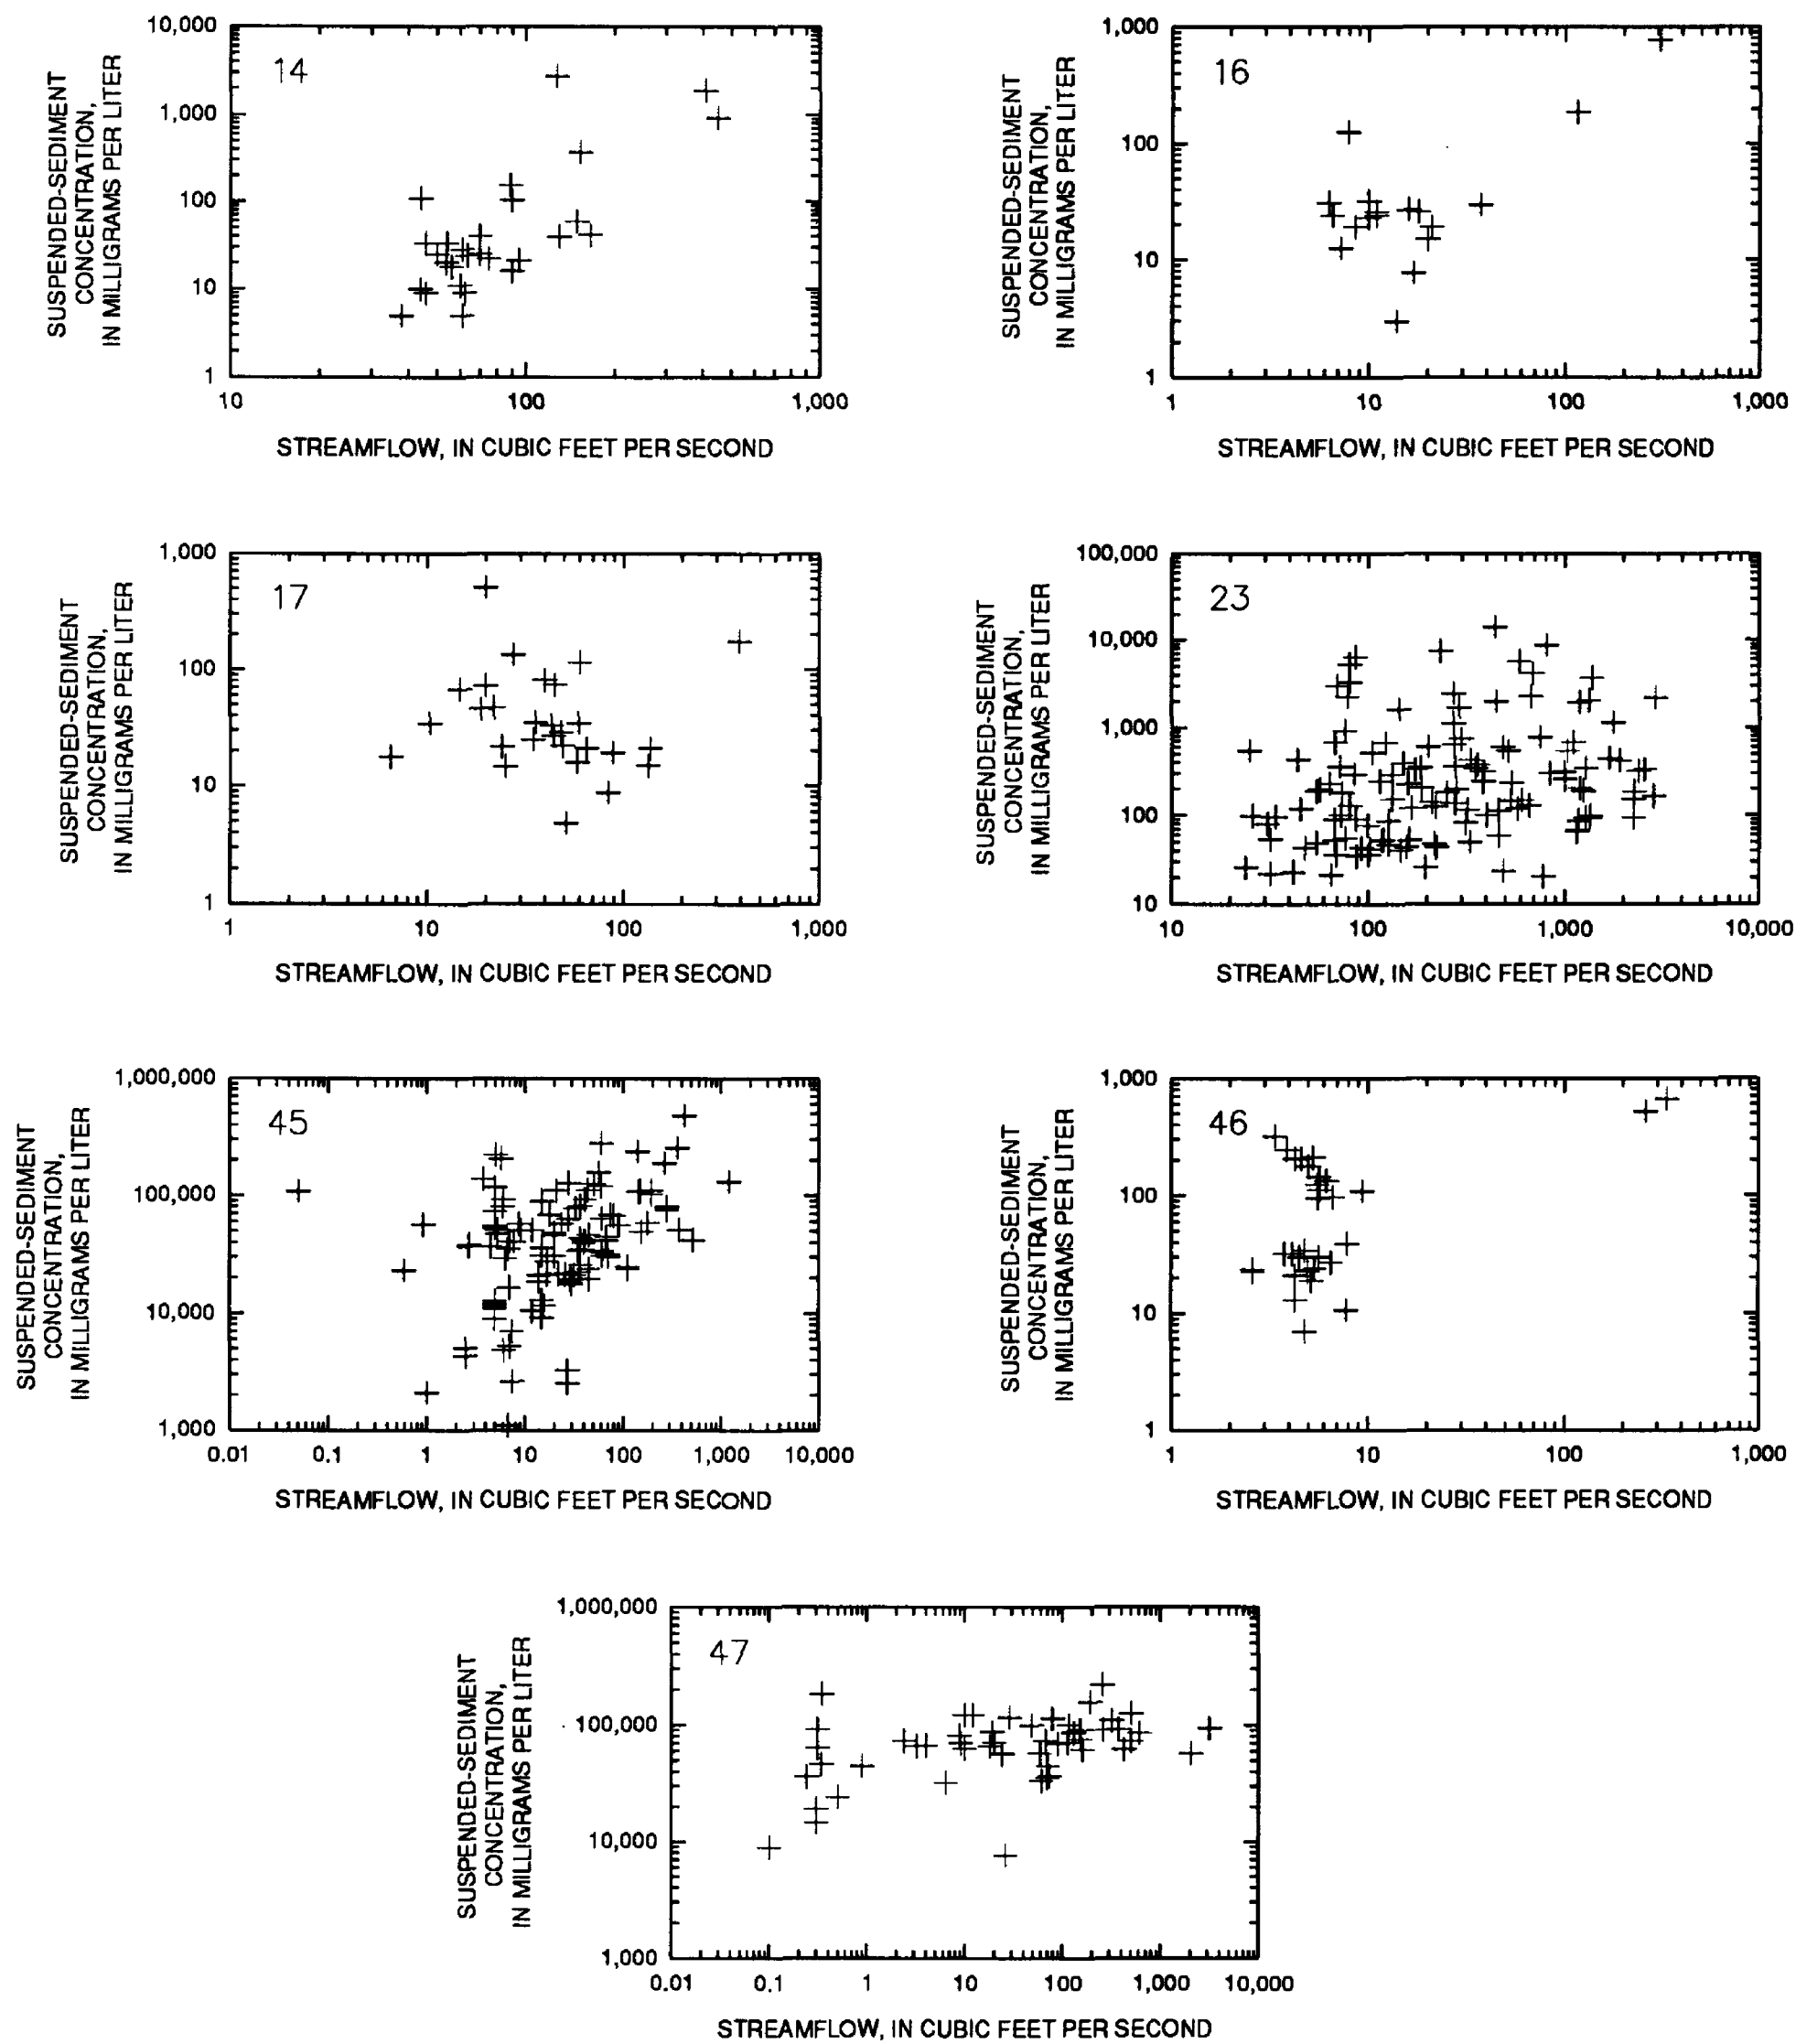 14
SUSPENDED-SEDIMENT
CONCENTRATION,
IN MILLIGRAMS PER LITER
10,000
1,000
100
10
1
10 100 1,000
STREAMFLOW, IN CUBIC FEET PER SECOND
16
SUSPENDED-SEDIMENT
CONCENTRATION,
IN MILLIGRAMS PER LITER
1,000
100
10
1
1 10 100 1,000
STREAMFLOW, IN CUBIC FEET PER SECOND
17
SUSPENDED-SEDIMENT
CONCENTRATION,
IN MILLIGRAMS PER LITER
1,000
100
10
1
1 10 100 1,000
STREAMFLOW, IN CUBIC FEET PER SECOND
23
SUSPENDED-SEDIMENT
CONCENTRATION,
IN MILLIGRAMS PER LITER
100,000
10,000
1,000
100
10
10 100 1,000 10,000
STREAMFLOW, IN CUBIC FEET PER SECOND
45
SUSPENDED-SEDIMENT
CONCENTRATION,
IN MILLIGRAMS PER LITER
1,000,000
100,000
10,000
1,000
0.01 0.1 1 10 100 1,000 10,000
STREAMFLOW, IN CUBIC FEET PER SECOND
46
SUSPENDED-SEDIMENT
CONCENTRATION,
IN MILLIGRAMS PER LITER
1,000
100
10
1
1 10 100 1,000
STREAMFLOW, IN CUBIC FEET PER SECOND
47
SUSPENDED-SEDIMENT
CONCENTRATION,
IN MILLIGRAMS PER LITER
1,000,000
100,000
10,000
1,000
0.01 0.1 1 10 100 1,000 10,000
STREAMFLOW, IN CUBIC FEET PER SECOND